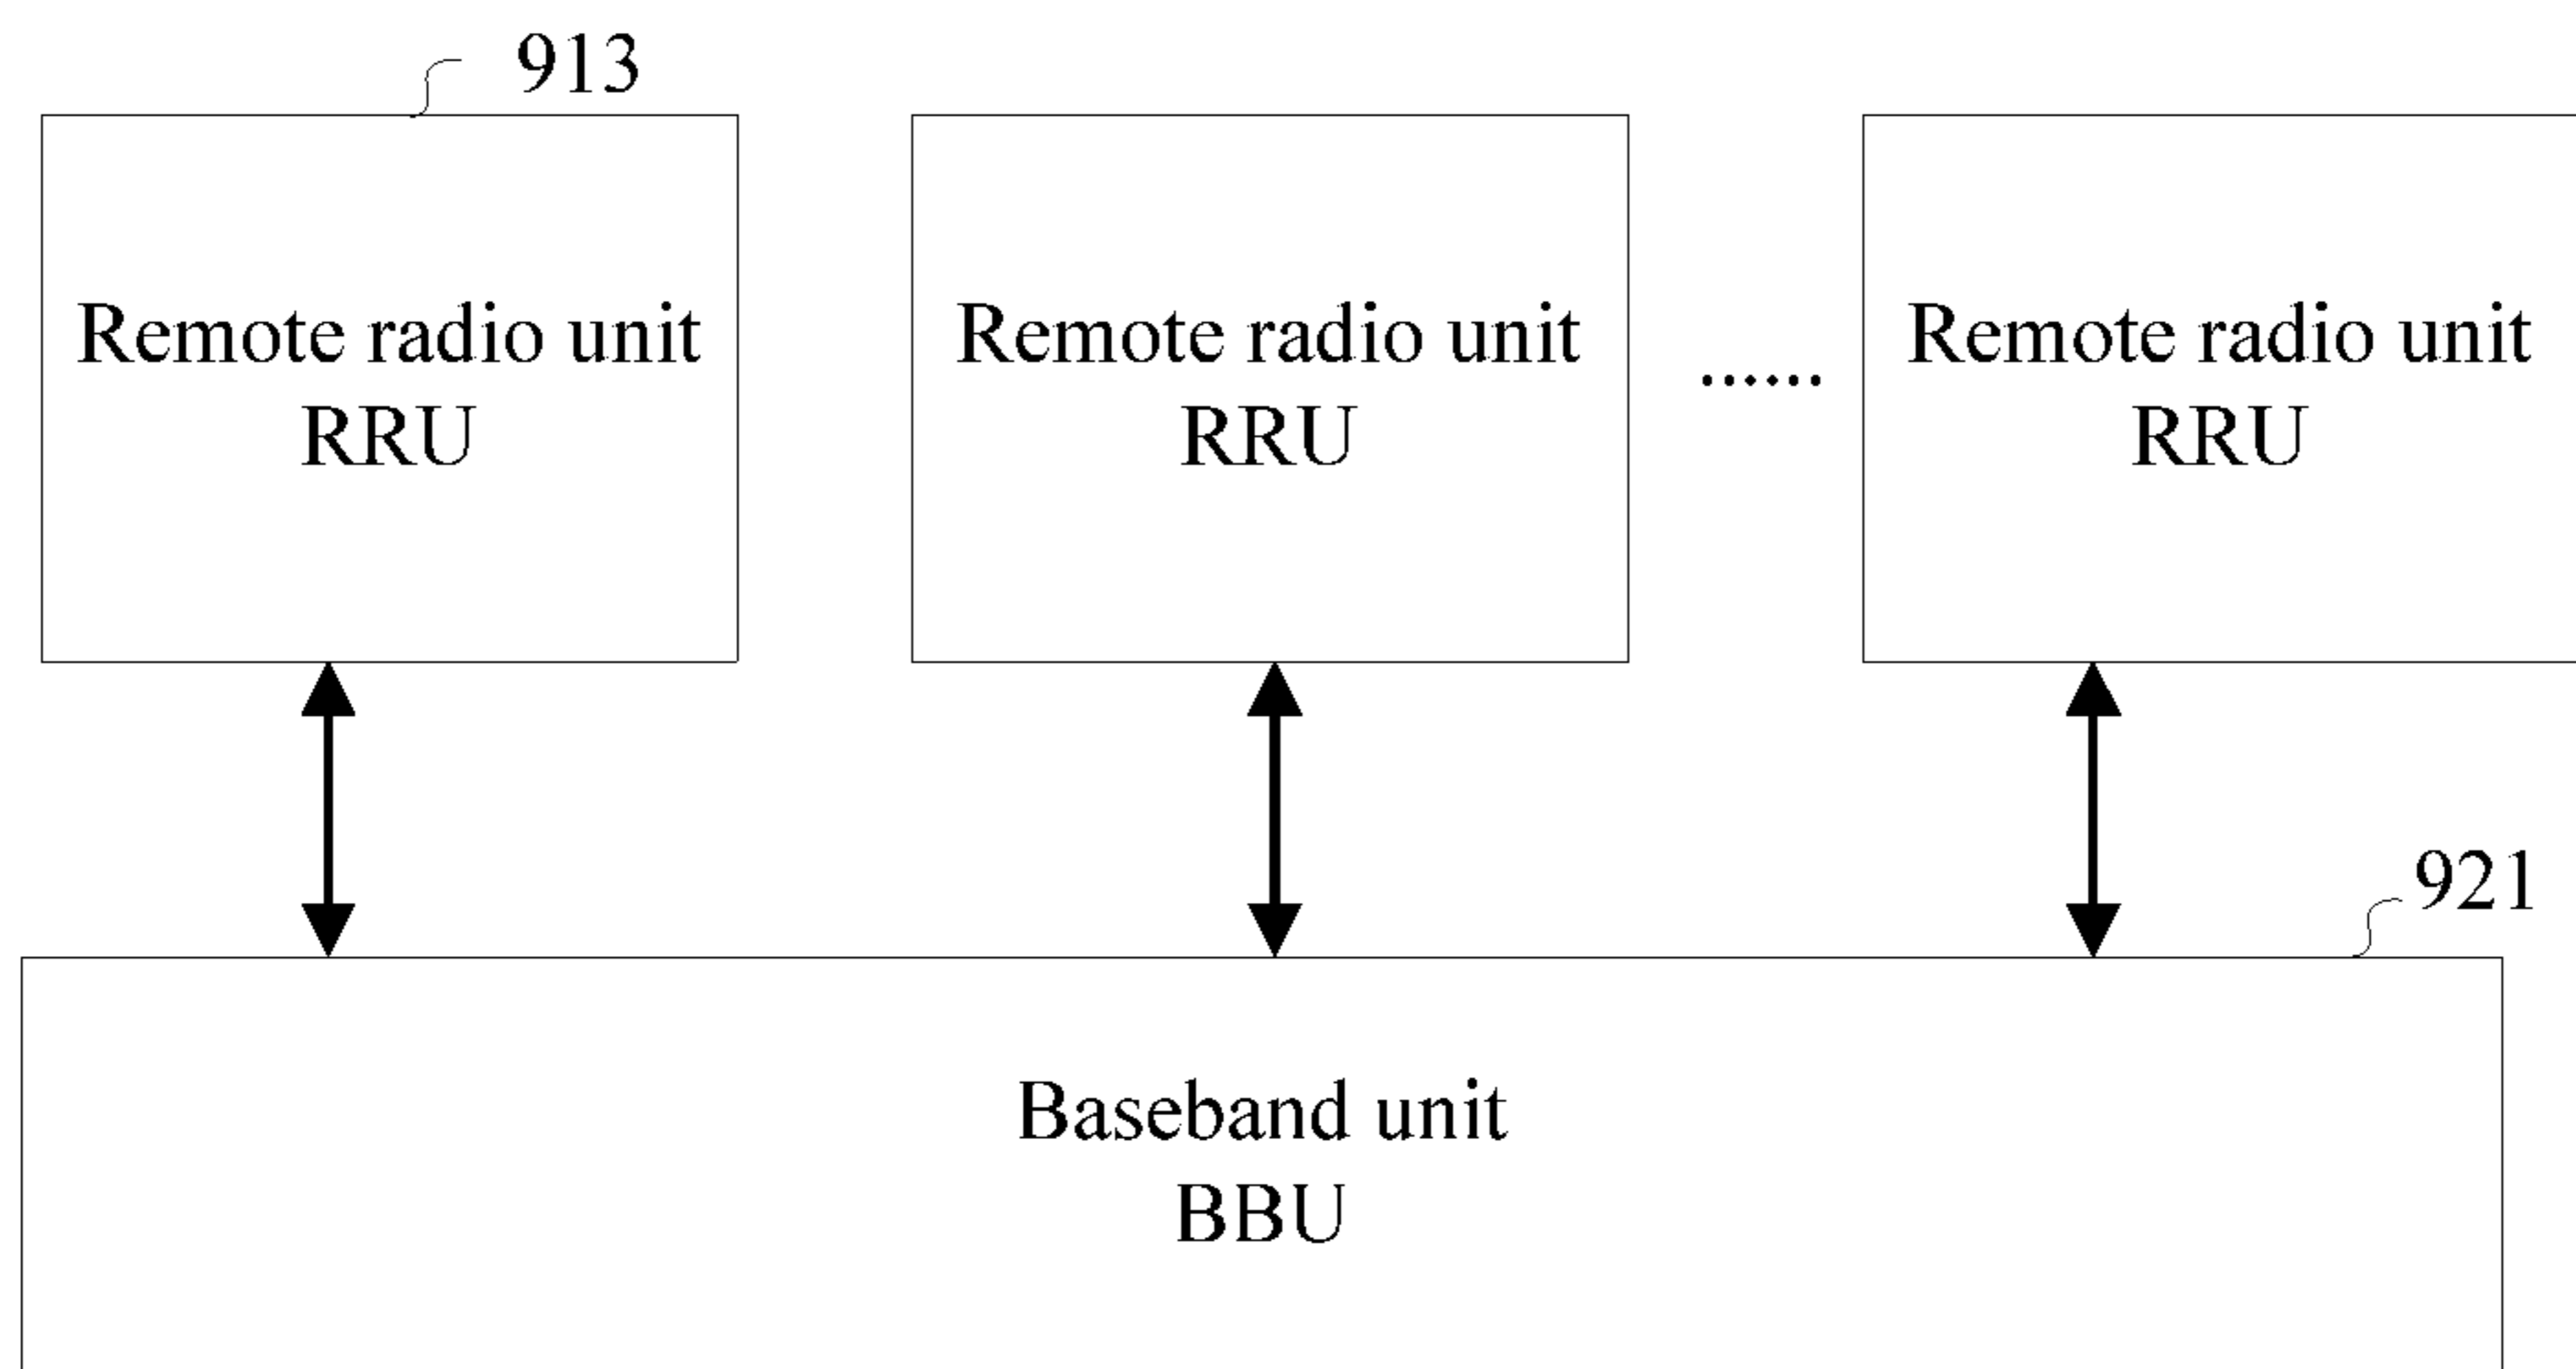 913
Remote radio unit
RRU
Remote radio unit
RRU
......
Remote radio unit
RRU
921
Baseband unit
BBU